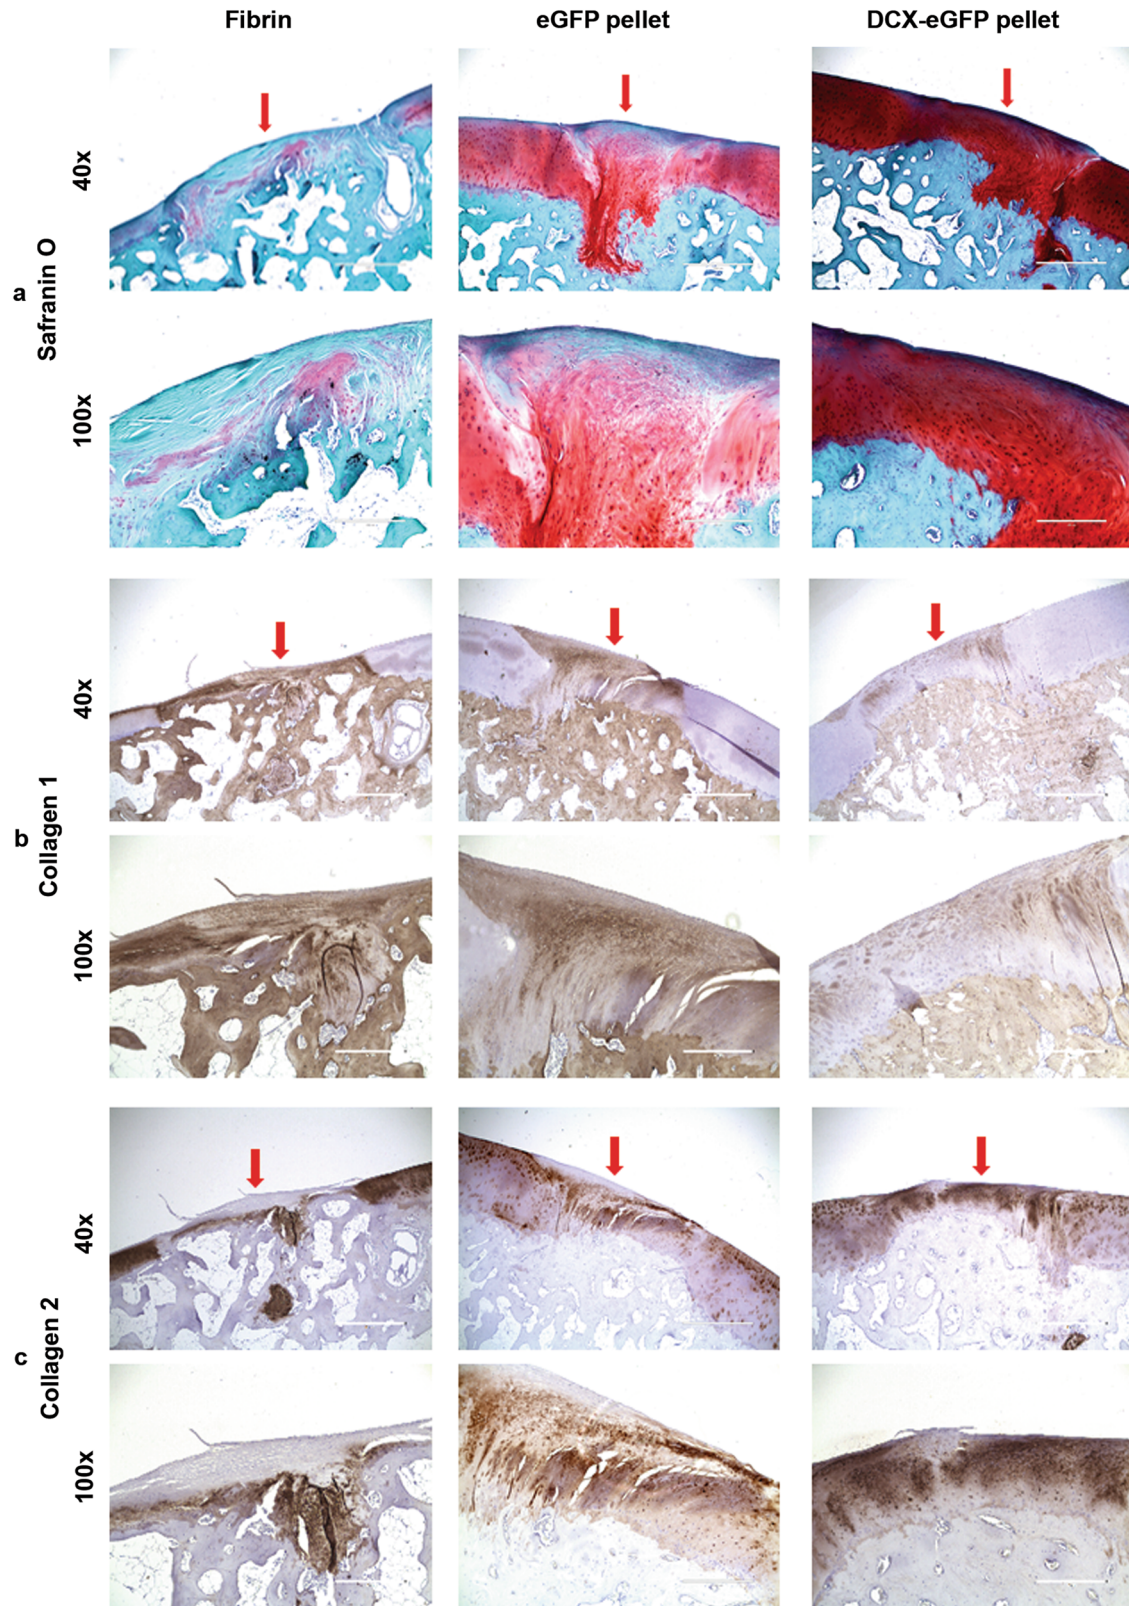 Fibrin
eGFP pellet
DCX-eGFP pellet
a
Safranin O
40x
100x
b
Collagen 1
40x
100x
c
Collagen 2
40x
100x